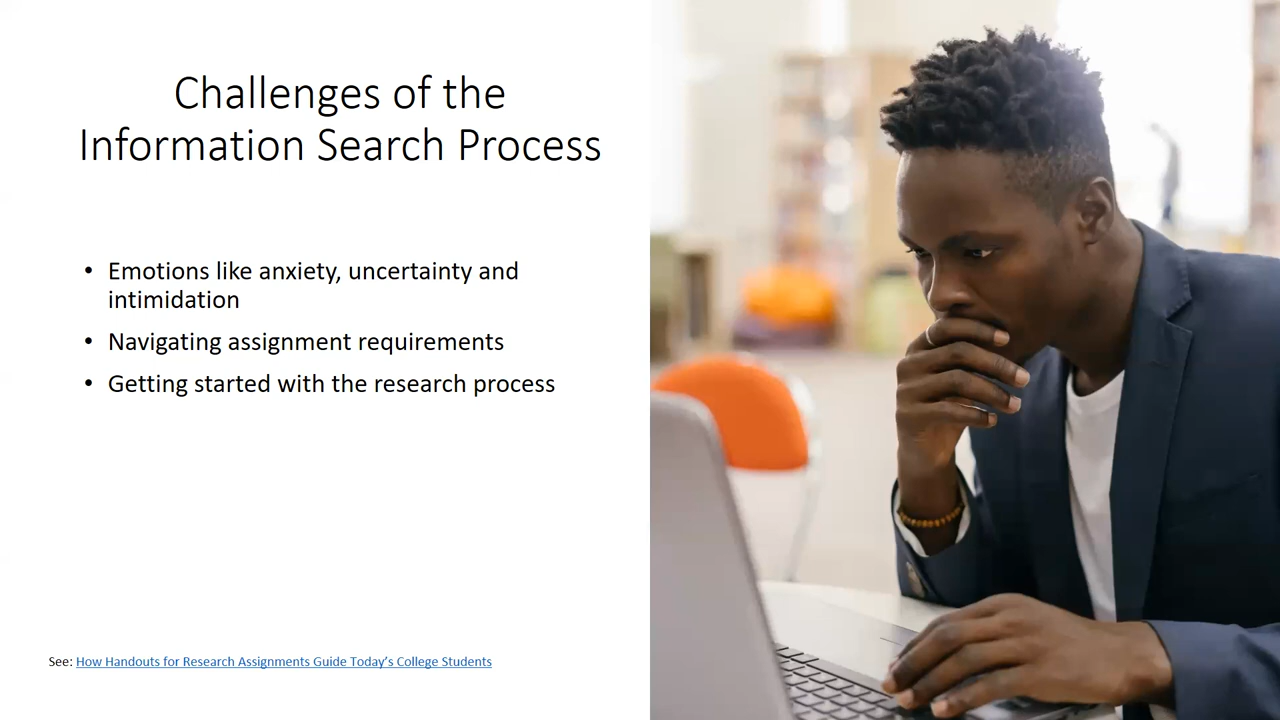 Challenges of the
Information Search Process
• Emotions like anxiety, uncertainty and
intimidation
• Navigating assignment requirements
• Getting started with the research process
See: How Handouts for Research Assignments Guide Today’s College Students